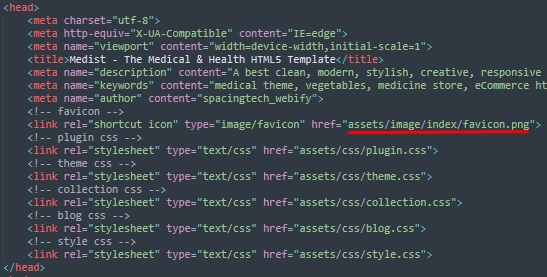 <head>
<meta charset="utf-8">
<meta http-equiv="X-UA-Compatible" content="IE=edge">
<meta name="viewport" content="width=device-width,initial-scale=1">
<title>Medist - The Medical & Health HTML5 Template</title>
<meta name="description" content="A best clean, modern, stylish, creative, responsive
<meta name="keywords" content="medical theme, vegetables, medicine store, eCommerce ht
<meta name="author" content="spacingtech_webify">
<!-- favicon -->
<link rel="shortcut icon" type="image/favicon" href="assets/image/index/favicon.png">
<!-- plugin css -->
<link rel="stylesheet" type="text/css" href="assets/css/plugin.css">
<!-- theme css -->
<link rel="stylesheet" type="text/css" href="assets/css/theme.css">
<!-- collection css -->
<link rel="stylesheet" type="text/css" href="assets/css/collection.css">
<!-- blog css -->
<link rel="stylesheet" type="text/css" href="assets/css/blog.css">
<!-- style css -->
<link rel="stylesheet" type="text/css" href="assets/css/style.css">
</head>